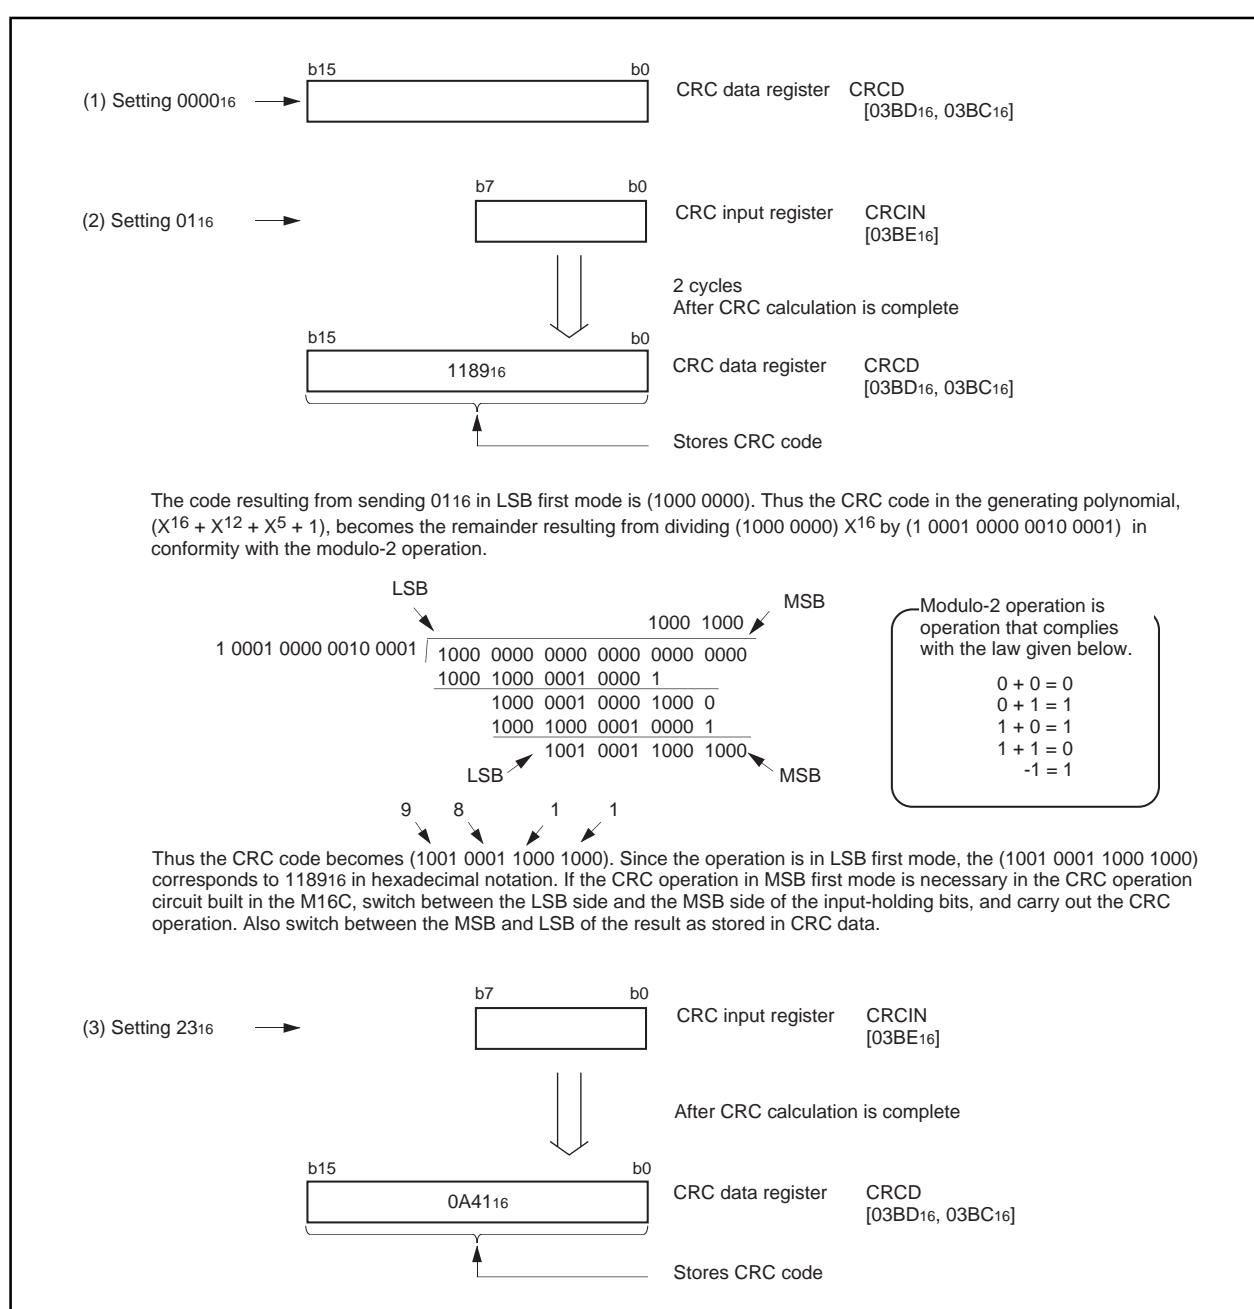 b15 b0
(1) Setting 0000₁₆ CRC data register CRCD
[03BD₁₆, 03BC₁₆]
b7 b0
(2) Setting 01₁₆ CRC input register CRCIN
[03BE₁₆]
2 cycles
After CRC calculation is complete
b15 b0
1189₁₆ CRC data register CRCD
[03BD₁₆, 03BC₁₆]
Stores CRC code
The code resulting from sending 01₁₆ in LSB first mode is (1000 0000). Thus the CRC code in the generating polynomial,
(X¹⁶ + X¹² + X⁵ + 1), becomes the remainder resulting from dividing (1000 0000) X¹⁶ by (1 0001 0000 0010 0001) in
conformity with the modulo-2 operation.
LSB MSB
1000 1000
1 0001 0000 0010 0001 1000 0000 0000 0000 0000 0000
1000 1000 0001 0000 1
1000 0001 0000 1000 0
1000 1000 0001 0000 1
1001 0001 1000 1000
LSB MSB
Modulo-2 operation is
operation that complies
with the law given below.
0 + 0 = 0
0 + 1 = 1
1 + 0 = 1
1 + 1 = 0
-1 = 1
9 8 1 1
Thus the CRC code becomes (1001 0001 1000 1000). Since the operation is in LSB first mode, the (1001 0001 1000 1000)
corresponds to 1189₁₆ in hexadecimal notation. If the CRC operation in MSB first mode is necessary in the CRC operation
circuit built in the M16C, switch between the LSB side and the MSB side of the input-holding bits, and carry out the CRC
operation. Also switch between the MSB and LSB of the result as stored in CRC data.
b7 b0
(3) Setting 23₁₆ CRC input register CRCIN
[03BE₁₆]
After CRC calculation is complete
b15 b0
0A41₁₆ CRC data register CRCD
[03BD₁₆, 03BC₁₆]
Stores CRC code